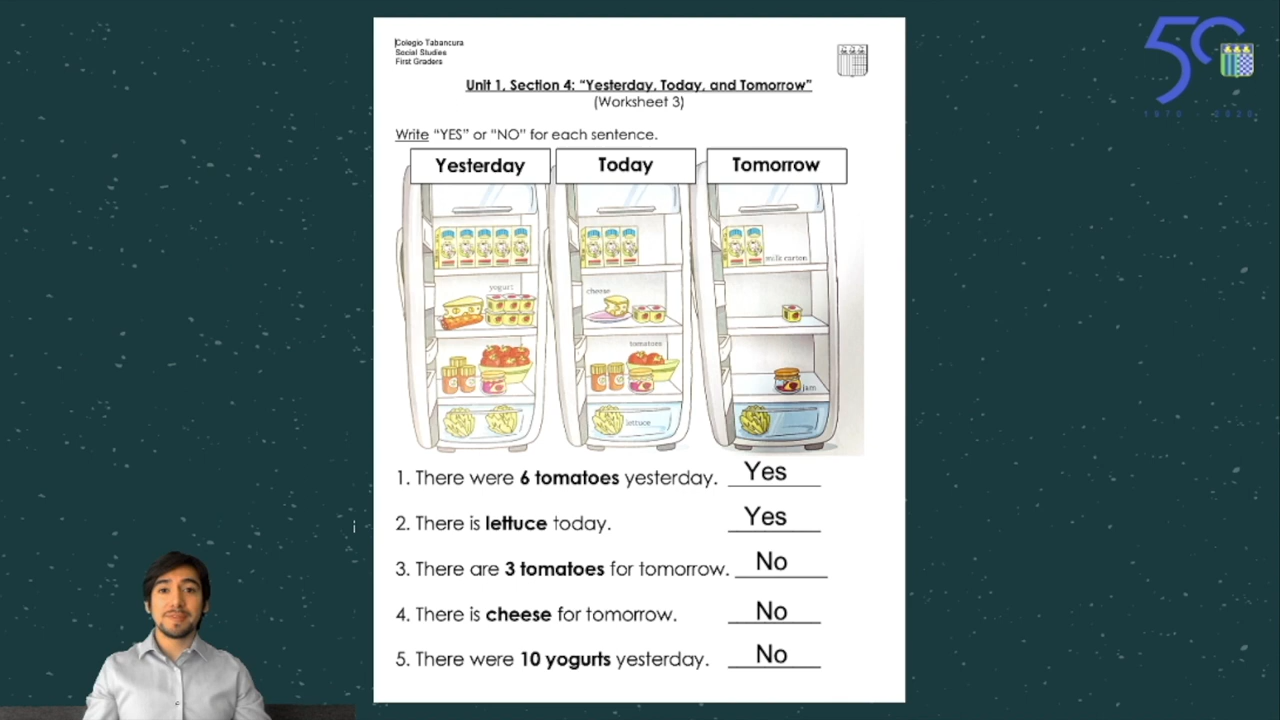 Colegio Tabancura
Social Studies
First Graders
Unit 1, Section 4: “Yesterday, Today, and Tomorrow”
(Worksheet 3)
Write “YES” or “NO” for each sentence.
Yesterday Today Tomorrow
milk carton
yogurt
cheese
tomatoes
jam
lettuce
1. There were 6 tomatoes yesterday. Yes
2. There is lettuce today. Yes
3. There are 3 tomatoes for tomorrow. No
4. There is cheese for tomorrow. No
5. There were 10 yogurts yesterday. No
50
1970 - 2020